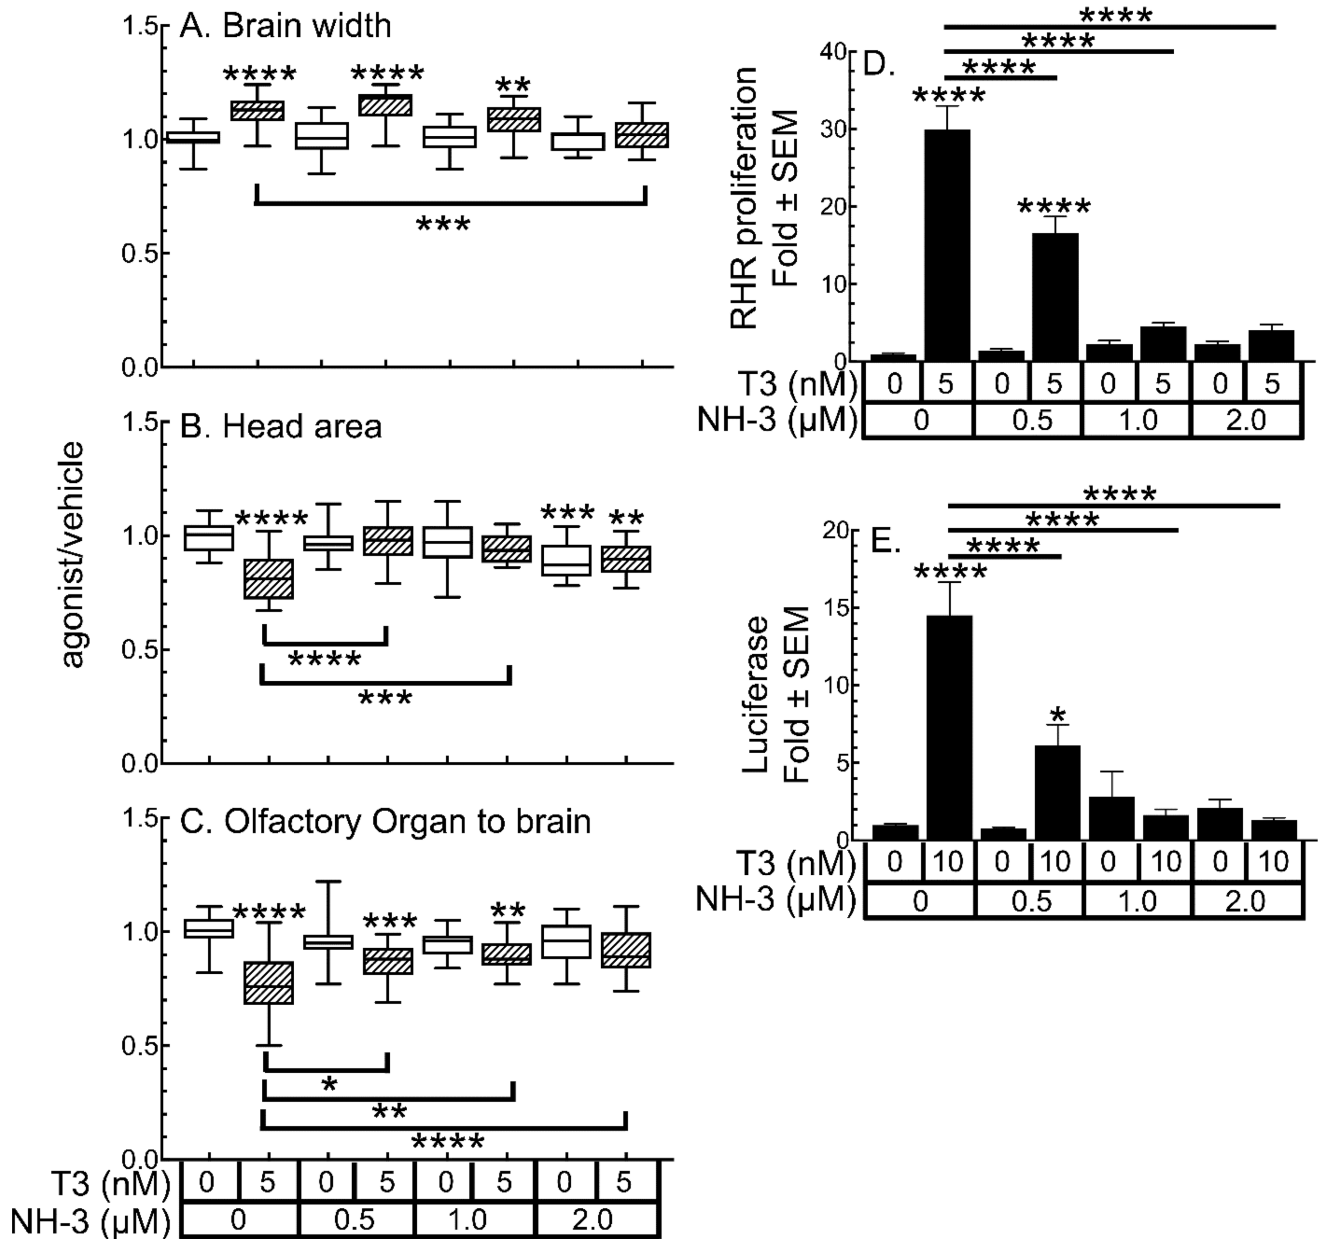 A. Brain width
1.5
1.0
0.5
0.0
**** **** **
***
B. Head area
1.5
1.0
0.5
0.0
**** *** **
****
***
agonist/vehicle
C. Olfactory Organ to brain
1.5
1.0
0.5
0.0
**** *** **
*
**
****
T3 (nM) 0 5 0 5 0 5 0 5
NH-3 (µM) 0 0.5 1.0 2.0
D.
****
****
****
****
****
RHR proliferation
Fold ± SEM
40
30
20
10
0
T3 (nM) 0 5 0 5 0 5 0 5
NH-3 (µM) 0 0.5 1.0 2.0
E.
****
****
****
****
*
Luciferase
Fold ± SEM
20
15
10
5
0
T3 (nM) 0 10 0 10 0 10 0 10
NH-3 (µM) 0 0.5 1.0 2.0